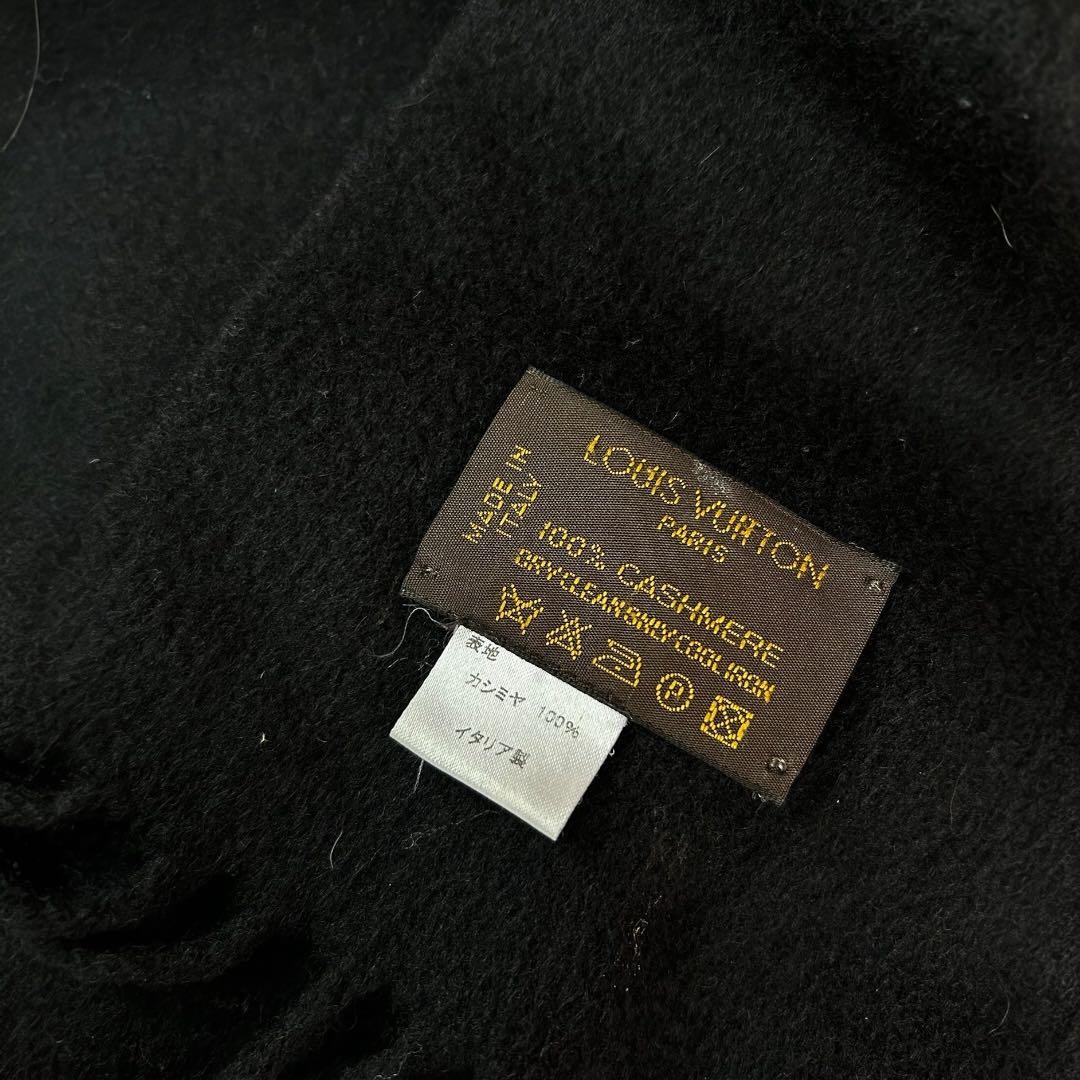 LOUIS VUITTON
PARIS
MADE IN
ITALY
100% CASHMERE
DRYCLEANONLY COOLIRON
P
表地
カシミヤ 100%
イタリア製